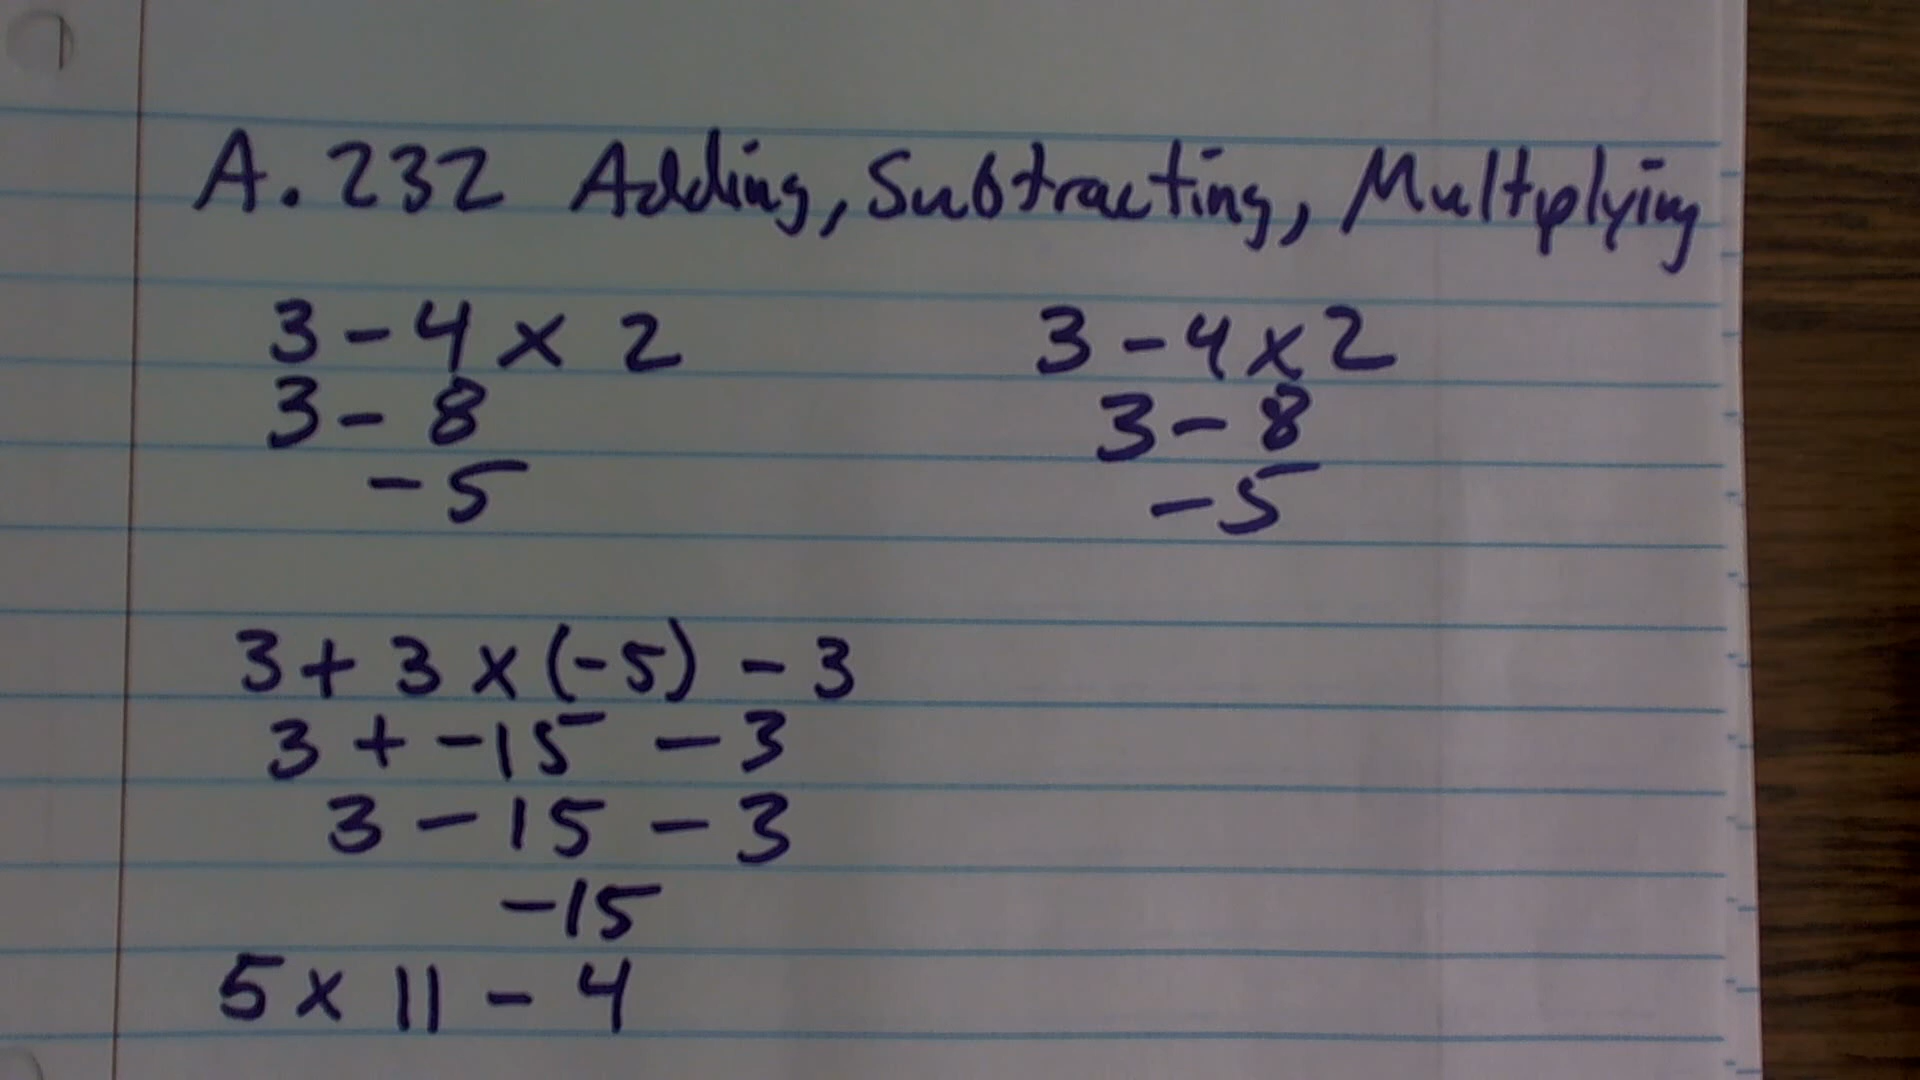 A. 232 Adding, Subtracting, Multiplying
3 - 4 x 2
3 - 8
-5
3 - 4 x 2
3 - 8
-5
3 + 3 x (-5) - 3
3 + -15 - 3
3 - 15 - 3
-15
5 x 11 - 4